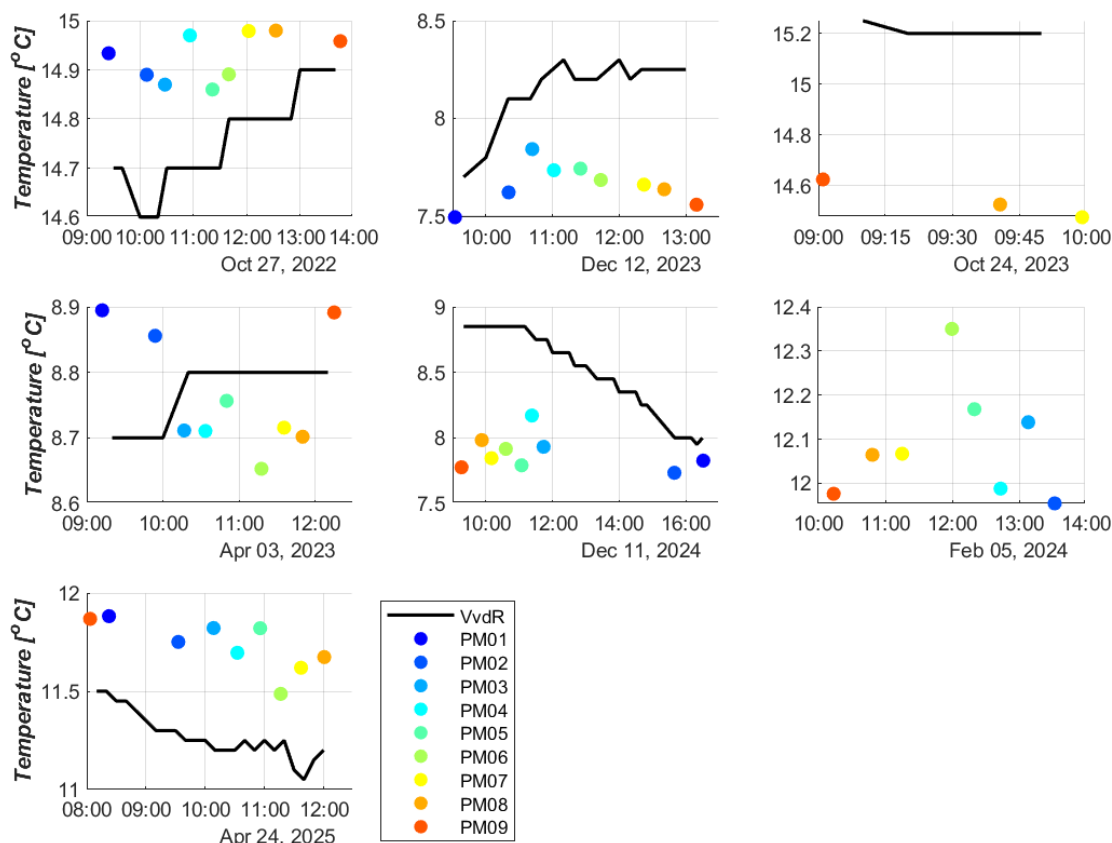 Temperature [°C]
15
14.9
14.8
14.7
14.6
09:00 10:00 11:00 12:00 13:00 14:00
Oct 27, 2022
8.5
8
7.5
10:00 11:00 12:00 13:00
Dec 12, 2023
15.2
15
14.8
14.6
09:00 09:15 09:30 09:45 10:00
Oct 24, 2023
Temperature [°C]
8.9
8.8
8.7
8.6
09:00 10:00 11:00 12:00
Apr 03, 2023
9
8.5
8
7.5
10:00 12:00 14:00 16:00
Dec 11, 2024
12.4
12.3
12.2
12.1
12
10:00 11:00 12:00 13:00 14:00
Feb 05, 2024
Temperature [°C]
12
11.5
11
08:00 09:00 10:00 11:00 12:00
Apr 24, 2025
VvdR
PM01
PM02
PM03
PM04
PM05
PM06
PM07
PM08
PM09